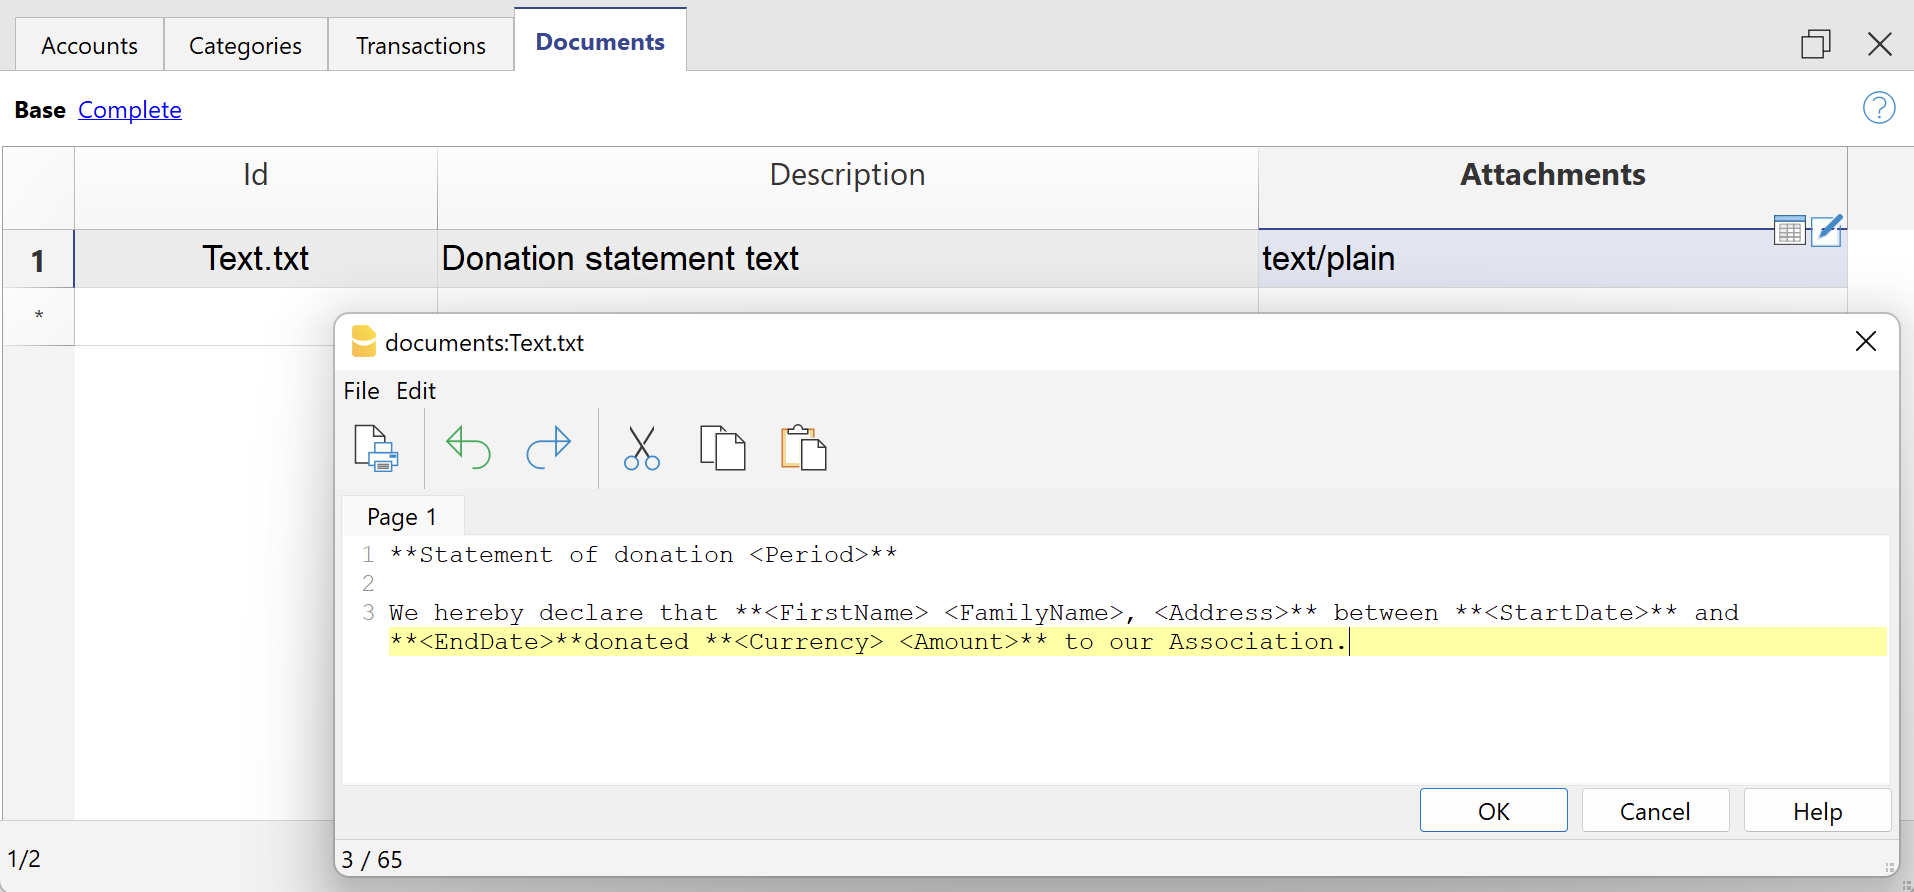 Accounts Categories Transactions Documents
Base Complete
?
Id Description Attachments
1 Text.txt Donation statement text text/plain
*
documents:Text.txt
File Edit
Page 1
1 **Statement of donation <Period>**
2
3 We hereby declare that **<FirstName> <FamilyName>, <Address>** between **<StartDate>** and
**<EndDate>**donated **<Currency> <Amount>** to our Association.
OK Cancel Help
1/2
3 / 65